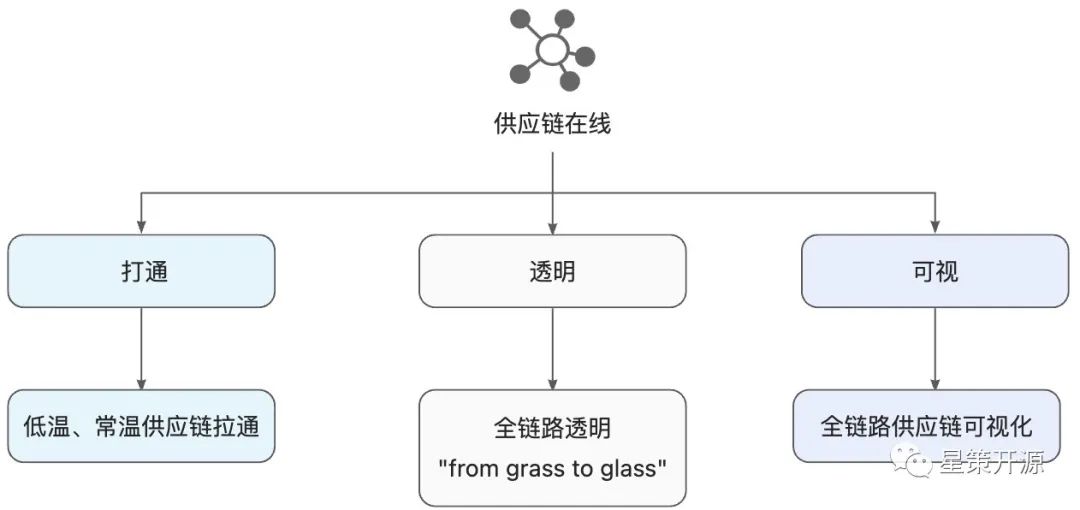 供应链在线
打通
透明
可视
低温、常温供应链拉通
全链路透明
"from grass to glass"
全链路供应链可视化
星策开源